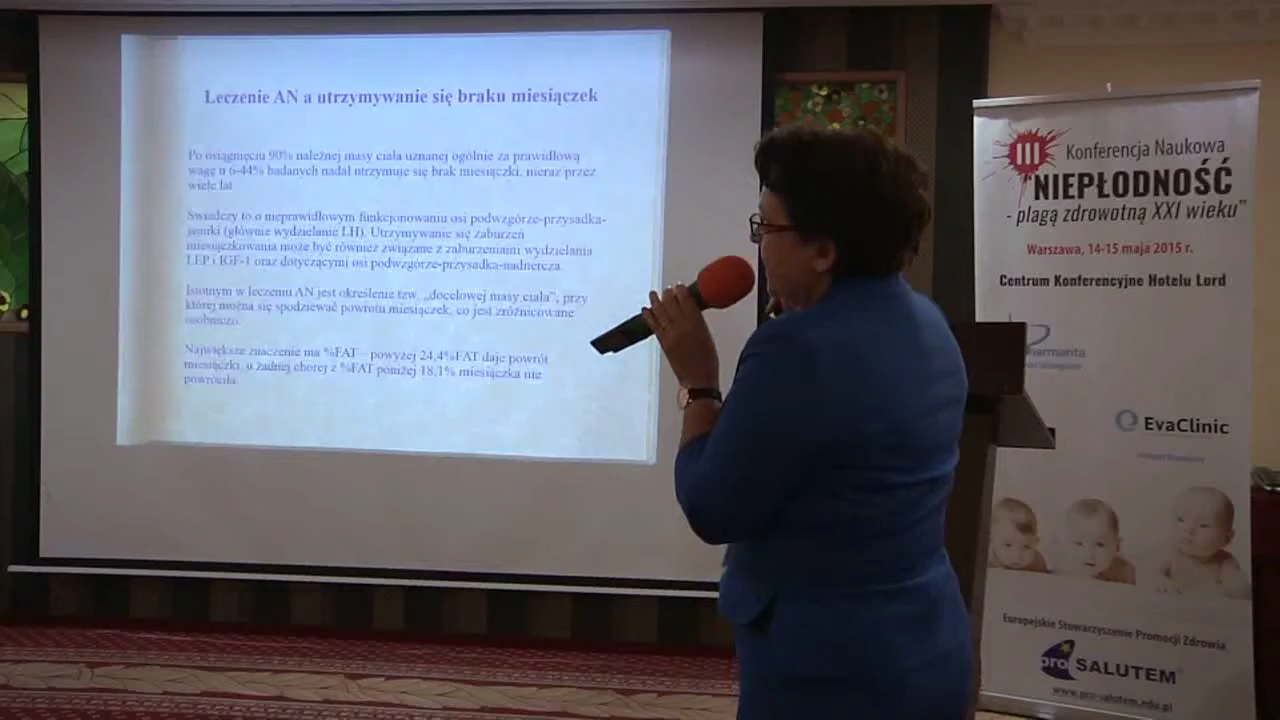 Leczenie AN a utrzymywanie się braku miesiączek
Po osiągnięciu 90% należnej masy ciała uznanej ogólnie za prawidłową
wagę u 6-44% badanych nadal utrzymuje się brak miesiączki, nieraz przez
wiele lat.
Świadczy to o nieprawidłowym funkcjonowaniu osi podwzgórze-przysadka-
jajniki (głównie wydzielanie LH). Utrzymywanie się zaburzeń
miesiączkowania może być również związane z zaburzeniami wydzielania
LEP i IGF-1 oraz dotyczącymi osi podwzgórze-przysadka-nadnercza.
Istotnym w leczeniu AN jest określenie tzw. „docelowej masy ciała”, przy
której można się spodziewać powrotu miesiączek, co jest zróżnicowane
osobniczo.
Największe znaczenie ma %FAT – powyżej 24,4%FAT daje powrót
miesiączki, u żadnej chorej z %FAT poniżej 18,1% miesiączka nie
powróciła.
III Konferencja Naukowa
"NIEPŁODNOŚĆ
- plagą zdrowotną XXI wieku"
Warszawa, 14-15 maja 2015 r.
Centrum Konferencyjne Hotelu Lord
EvaClinic
Europejskie Stowarzyszenie Promocji Zdrowia
pro SALUTEM
www.pro-salutem.edu.pl